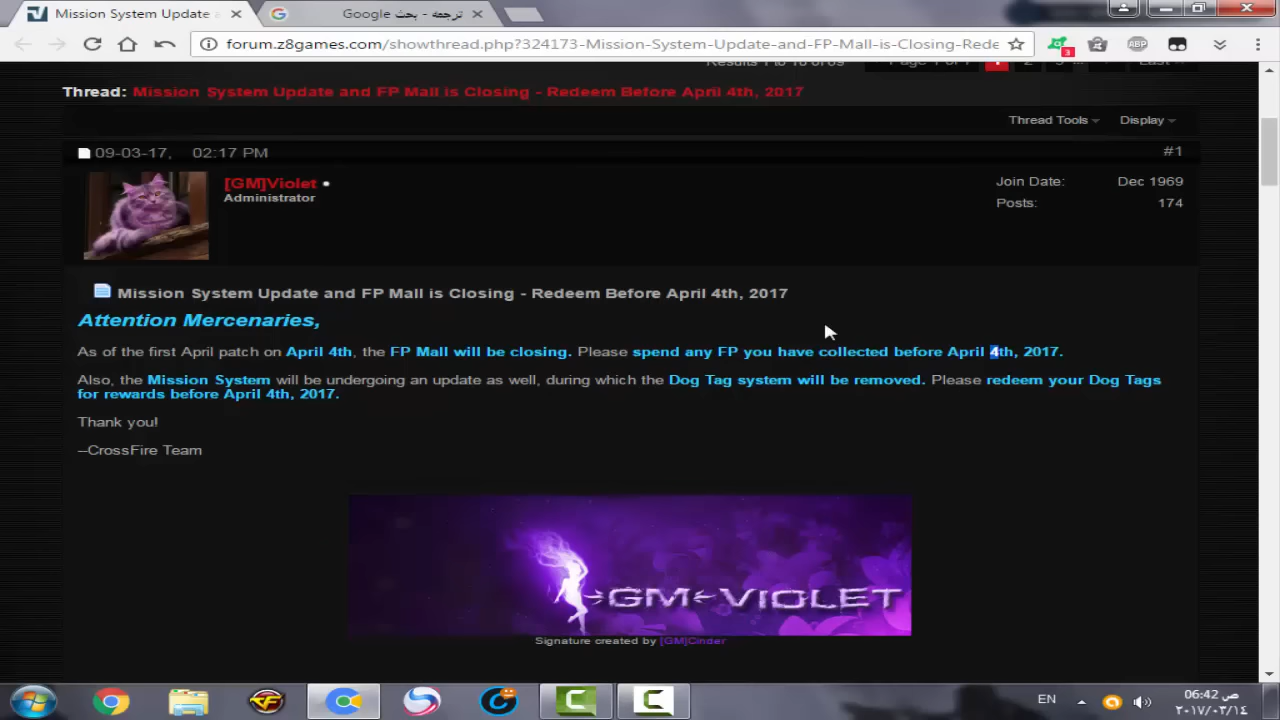 Mission System Update a
ترجمة - بحث Google
forum.z8games.com/showthread.php?324173-Mission-System-Update-and-FP-Mall-is-Closing-Rede
3
ABP
Thread: Mission System Update and FP Mall is Closing - Redeem Before April 4th, 2017
Thread Tools Display
09-03-17, 02:17 PM #1
[GM]Violet
Administrator
Join Date: Dec 1969
Posts: 174
Mission System Update and FP Mall is Closing - Redeem Before April 4th, 2017
Attention Mercenaries,
As of the first April patch on April 4th, the FP Mall will be closing. Please spend any FP you have collected before April 4th, 2017.
Also, the Mission System will be undergoing an update as well, during which the Dog Tag system will be removed. Please redeem your Dog Tags
for rewards before April 4th, 2017.
Thank you!
--CrossFire Team
GM VIOLET
Signature created by [GM]Cinder
EN
06:42 ص
٢٠١٧/٠٣/١٤